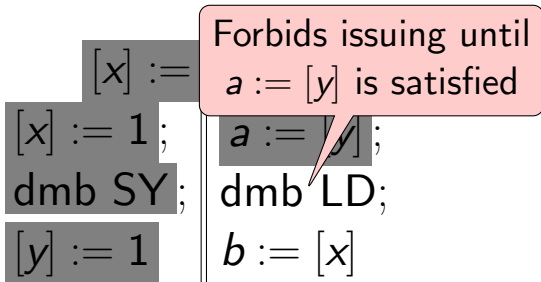 Forbids issuing until
a := [y] is satisfied
[x] :=
[x] := 1; a := [y];
dmb SY; dmb LD;
[y] := 1 b := [x]